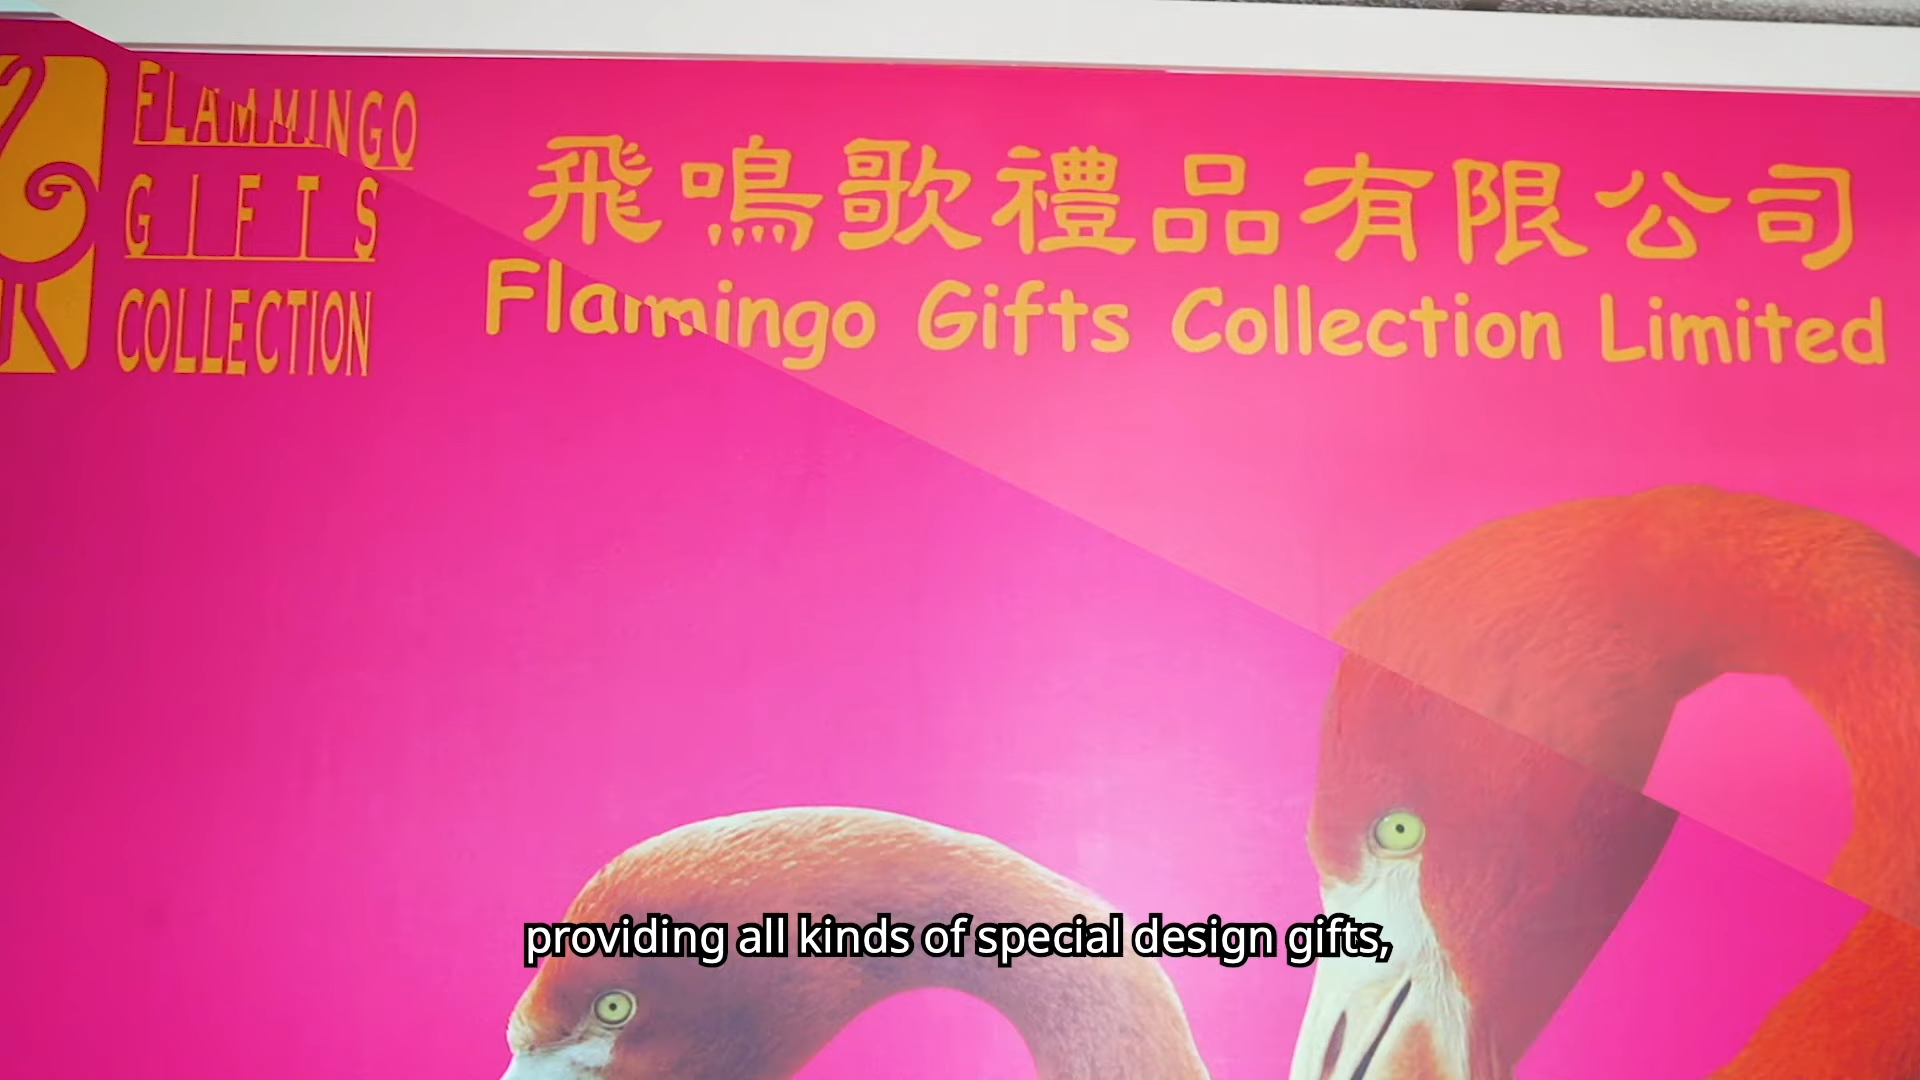 FLAMMINGO
GIFTS
COLLECTION
飛鳴歌禮品有限公司
Flamingo Gifts Collection Limited
providing all kinds of special design gifts,